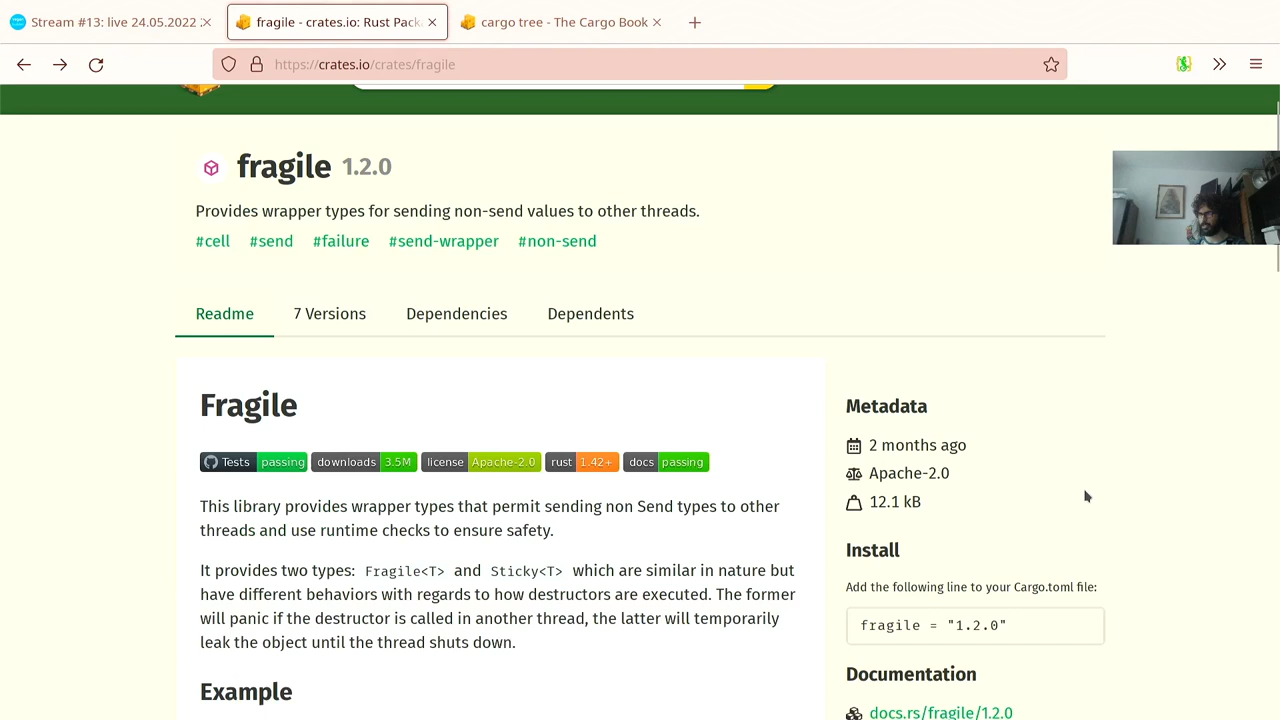 Stream #13: live 24.05.2022
fragile - crates.io: Rust Pack
cargo tree - The Cargo Book
https://crates.io/crates/fragile
fragile 1.2.0
Provides wrapper types for sending non-send values to other threads.
#cell #send #failure #send-wrapper #non-send
Readme 7 Versions Dependencies Dependents
Fragile
Tests passing downloads 3.5M license Apache-2.0 rust 1.42+ docs passing
This library provides wrapper types that permit sending non Send types to other
threads and use runtime checks to ensure safety.
It provides two types: Fragile<T> and Sticky<T> which are similar in nature but
have different behaviors with regards to how destructors are executed. The former
will panic if the destructor is called in another thread, the latter will temporarily
leak the object until the thread shuts down.
Example
Metadata
2 months ago
Apache-2.0
12.1 kB
Install
Add the following line to your Cargo.toml file:
fragile = "1.2.0"
Documentation
docs.rs/fragile/1.2.0